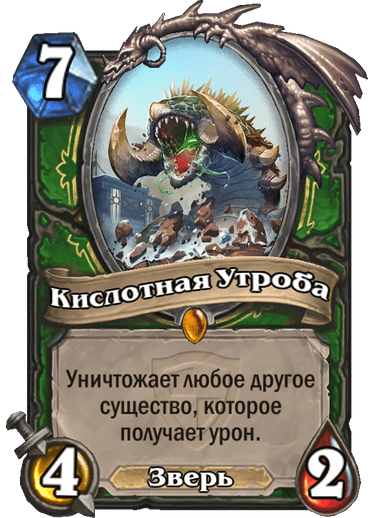 7
Кислотная Утроба
Уничтожает любое другое
существо, которое
получает урон.
4
Зверь
2